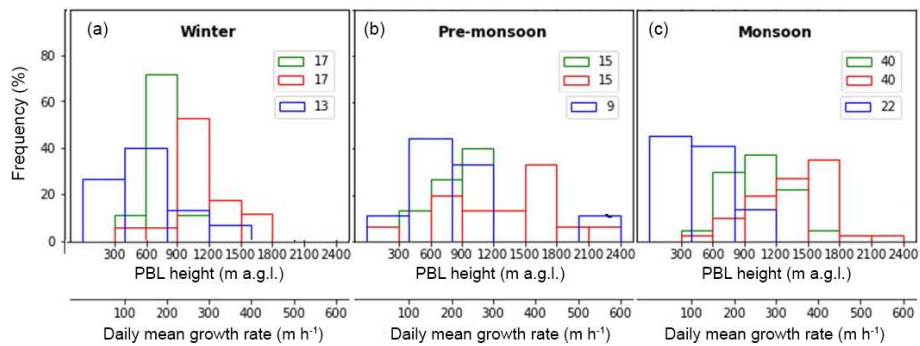 (a) Winter
(b) Pre-monsoon
(c) Monsoon
Frequency (%)
80
60
40
20
0
17
17
13
15
15
9
40
40
22
300 600 900 1200 1500 1800 2100 2400
300 600 900 1200 1500 1800 2100 2400
300 600 900 1200 1500 1800 2100 2400
PBL height (m a.g.l.)
PBL height (m a.g.l.)
PBL height (m a.g.l.)
100 200 300 400 500 600
100 200 300 400 500 600
100 200 300 400 500 600
Daily mean growth rate (m h⁻¹)
Daily mean growth rate (m h⁻¹)
Daily mean growth rate (m h⁻¹)